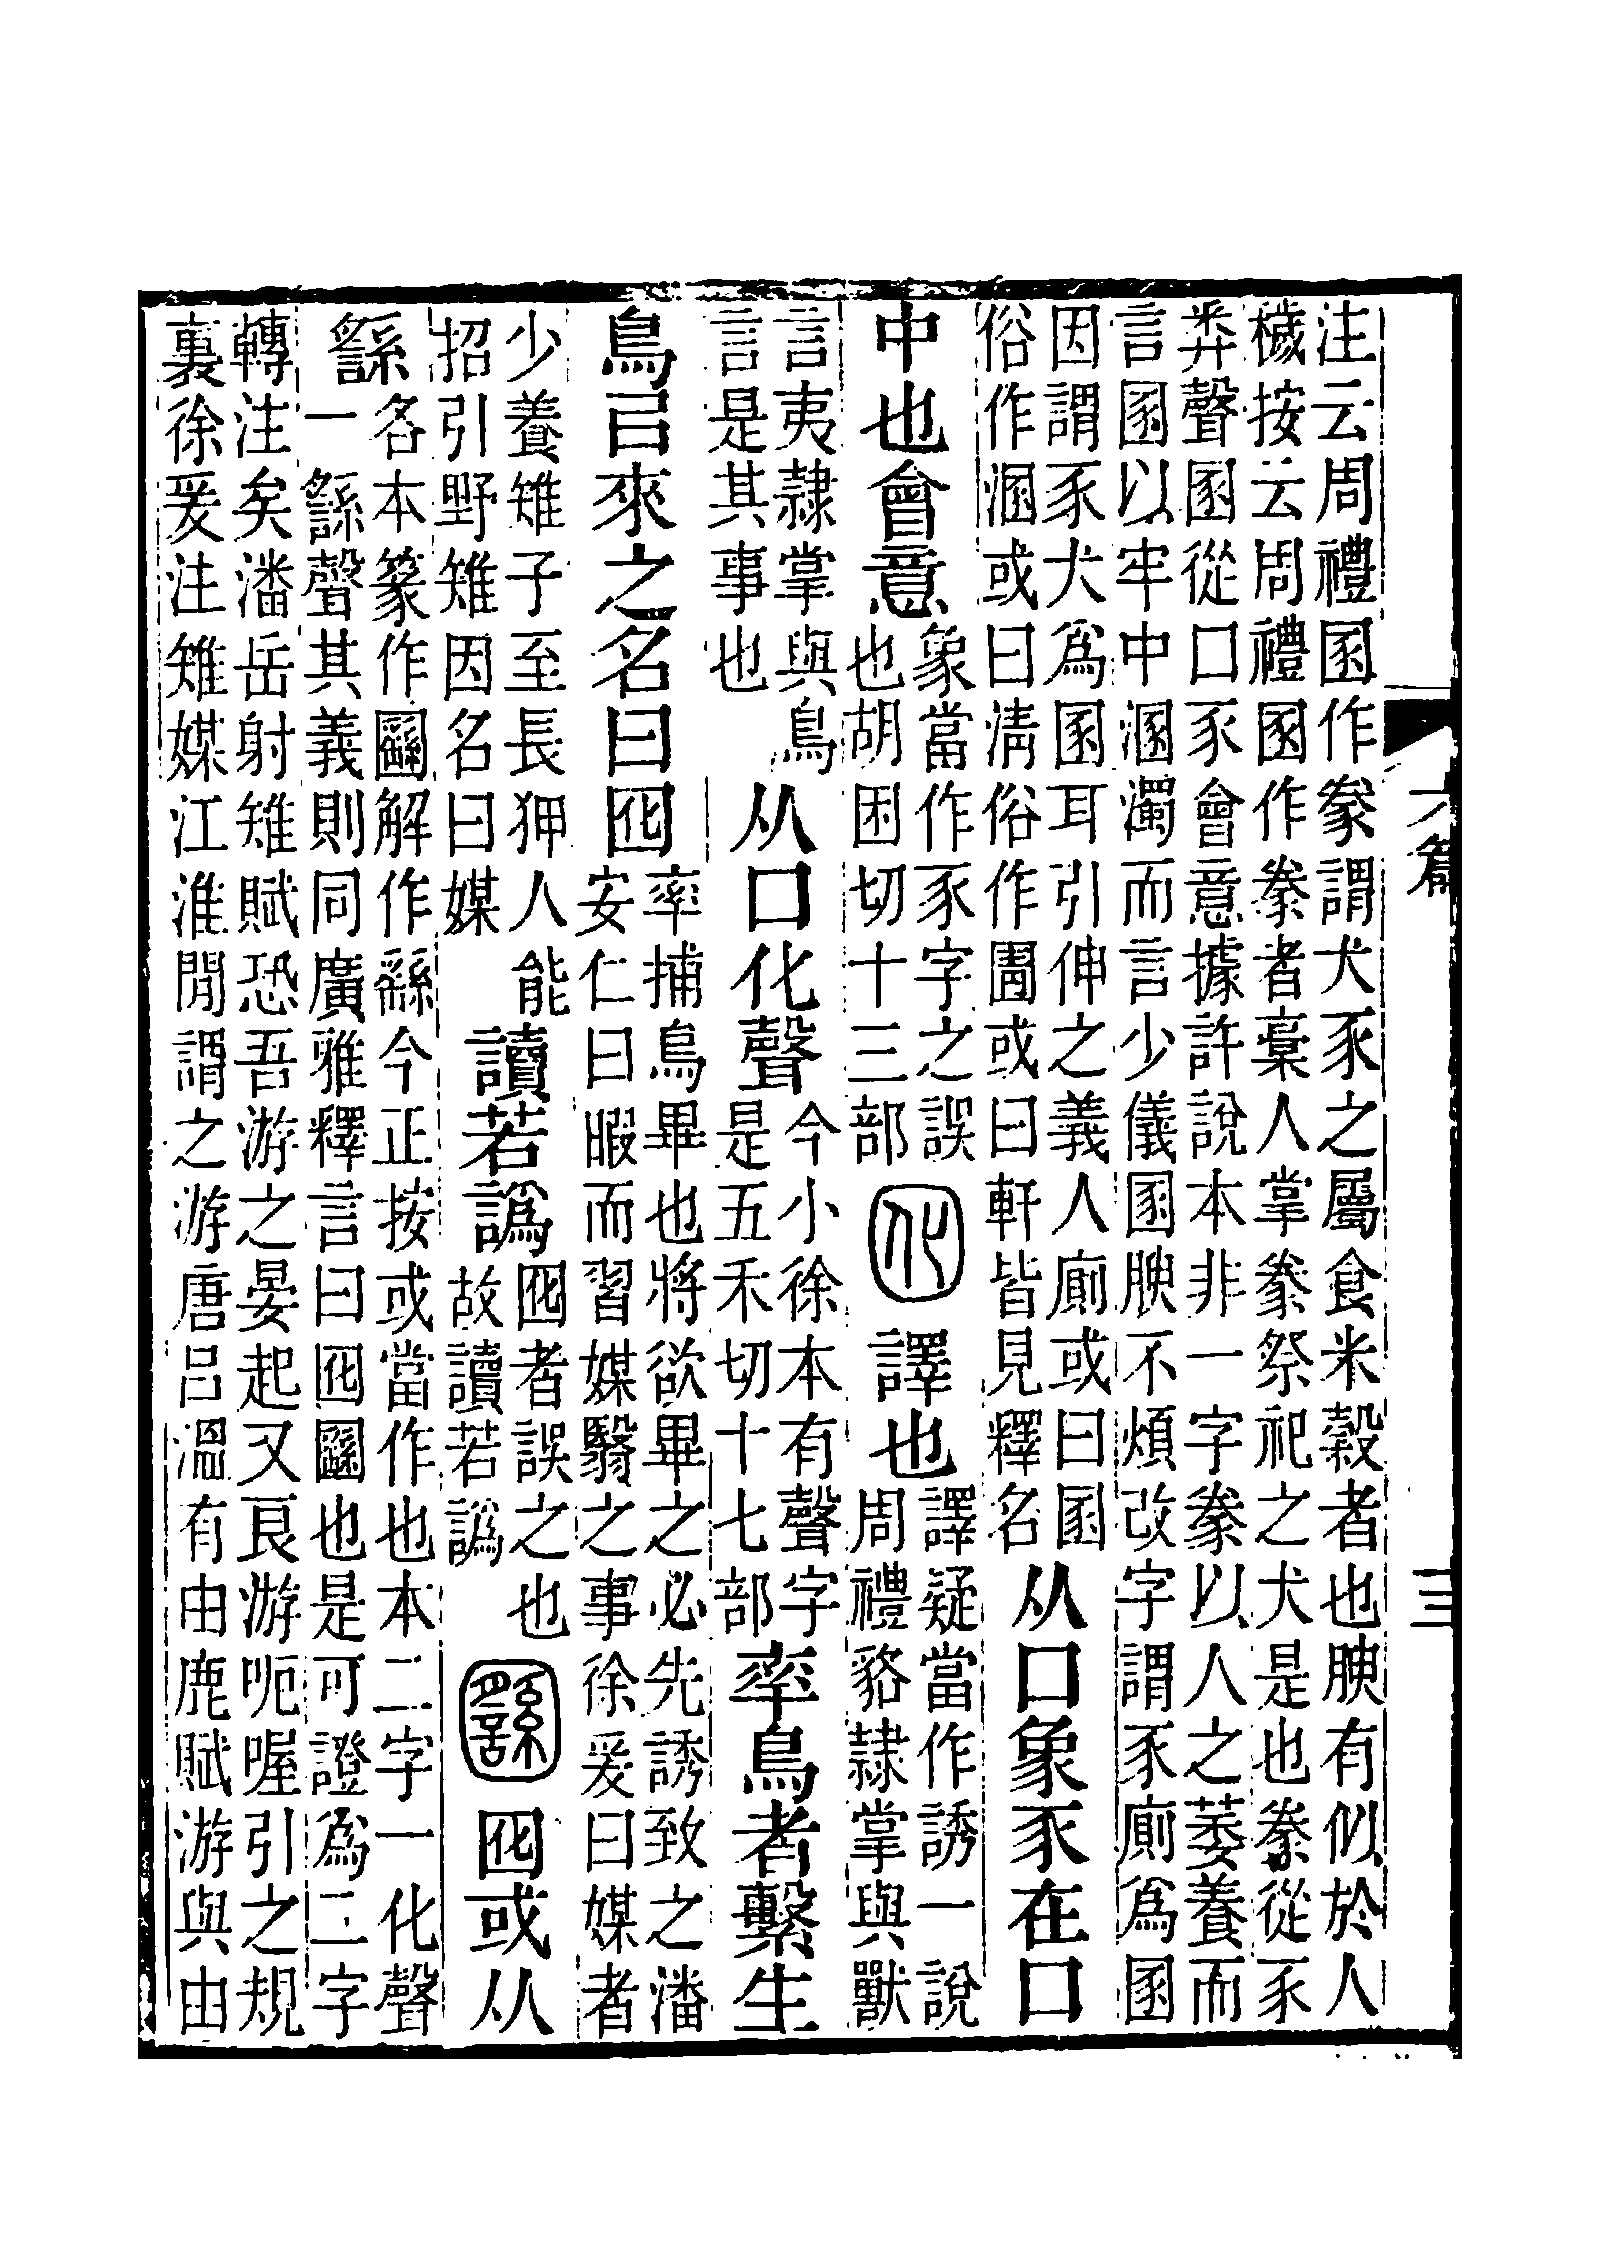 六篇
三
注云周禮圂作豢謂犬豕之屬食米穀者也腴有似於人
穢按云周禮圂作豢者稾人掌豢祭祀之犬是也豢從豕
𢍏聲圂從囗豕會意據許說本非一字豢以人之萎養而
言圂以牢中溷濁而言少儀圂腴不煩改字謂豕廁爲圂
因謂豕犬爲圂耳引伸之義人廁或曰圂
俗作溷或曰清俗作圊或曰軒皆見釋名
从囗象豕在囗
中也會意
象當作豕字之誤
也胡困切十三部
囮
譯也
譯疑當作誘一說
周禮貉隷掌與獸
言夷隷掌與鳥
言是其事也
从囗化聲
今小徐本有聲字
是五禾切十七部
率鳥者繫生
鳥㠯來之名曰囮
率捕鳥畢也將欲畢之必先誘致之潘
安仁曰暇而習媒翳之事徐爰曰媒者
少養雉子至長狎人能
招引野雉因名曰媒
讀若譌
囮者誤之也
故讀若譌
囮或从
䌛
各本篆作𡈙解作繇今正按或當作也本二字一化聲
一䌛聲其義則同廣雅釋言曰囮𡈙也是可證爲二字
轉注矣潘岳射雉賦恐吾游之晏起又良游呃喔引之規
裏徐爰注雉媒江淮閒謂之游唐呂溫有由鹿賦游與由